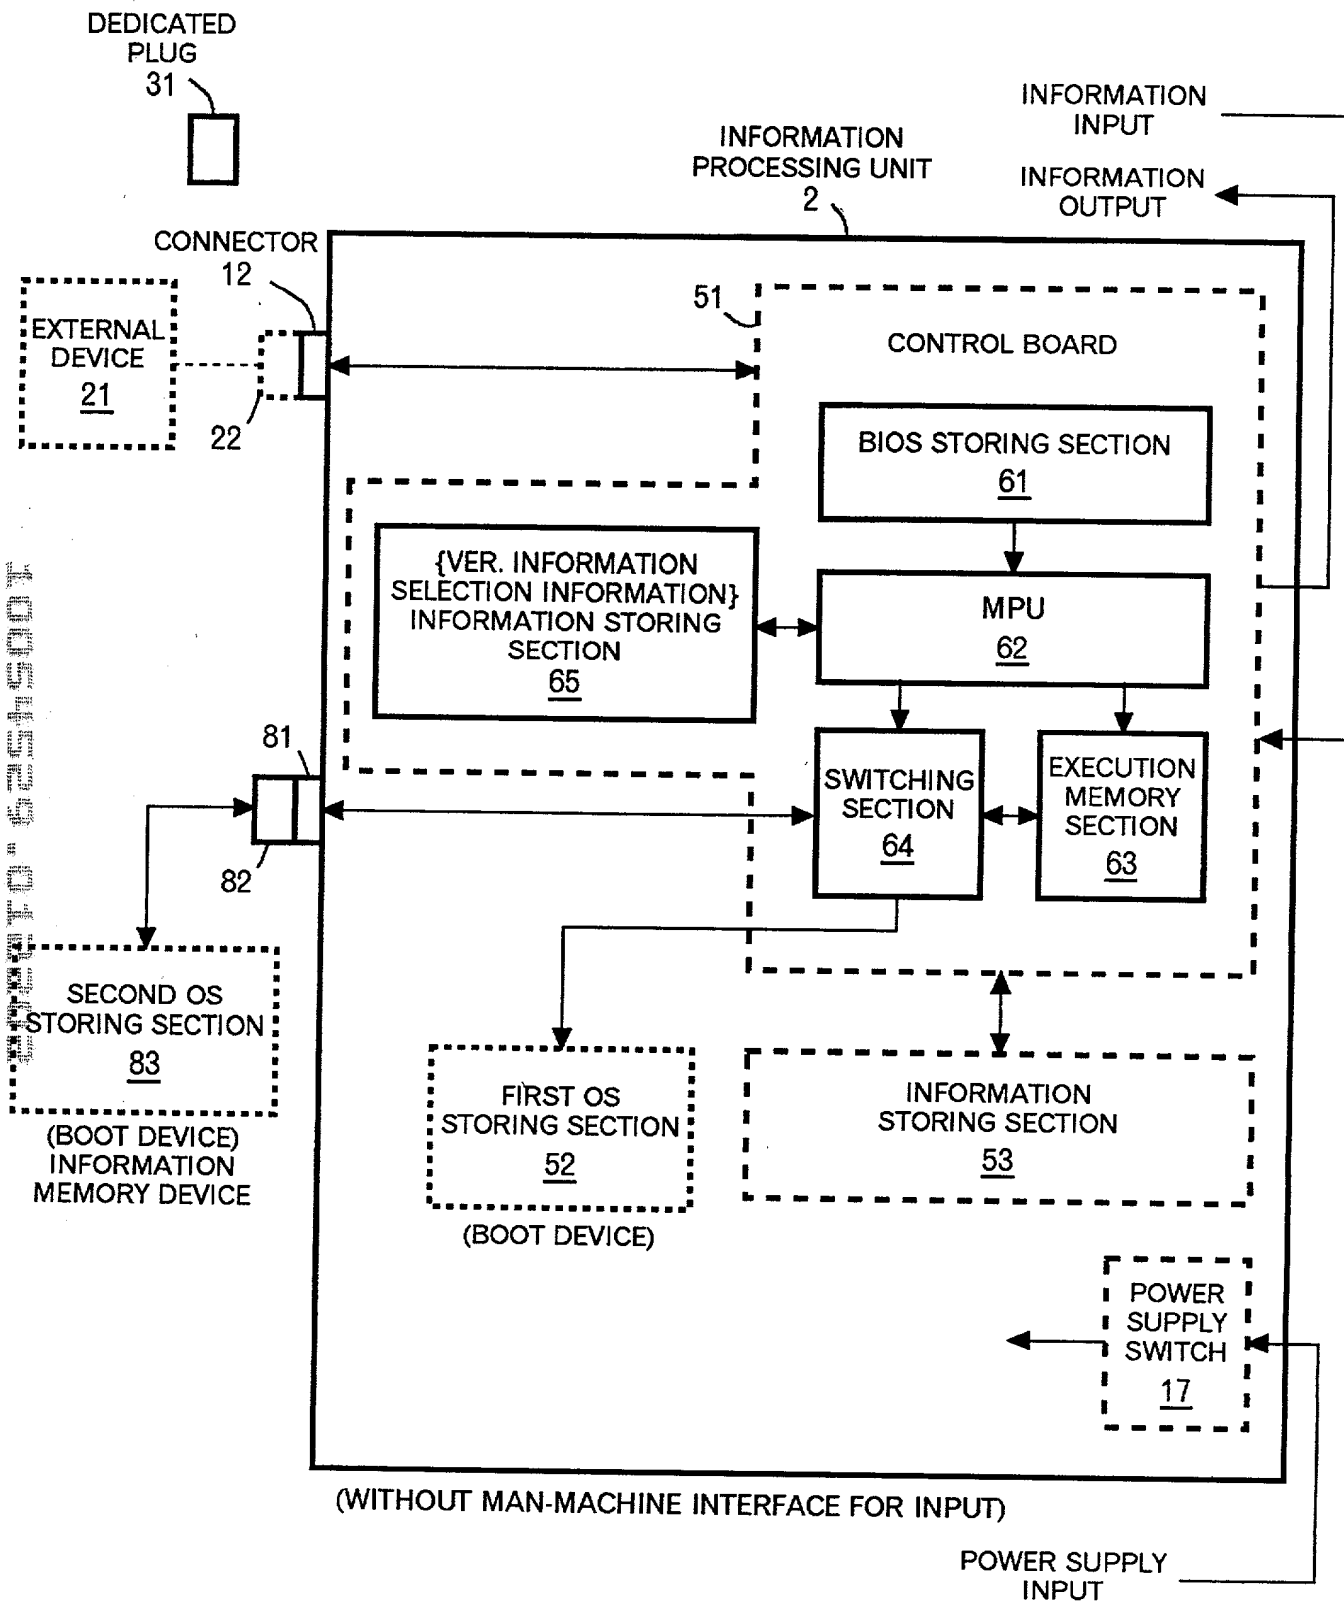 DEDICATED
PLUG
31
INFORMATION
INPUT
INFORMATION
PROCESSING UNIT
2
INFORMATION
OUTPUT
CONNECTOR
12
EXTERNAL
DEVICE
21
22
51
CONTROL BOARD
BIOS STORING SECTION
61
{VER. INFORMATION
SELECTION INFORMATION}
INFORMATION STORING
SECTION
65
MPU
62
81
82
SWITCHING
SECTION
64
EXECUTION
MEMORY
SECTION
63
SECOND OS
STORING SECTION
83
(BOOT DEVICE)
INFORMATION
MEMORY DEVICE
FIRST OS
STORING SECTION
52
(BOOT DEVICE)
INFORMATION
STORING SECTION
53
POWER
SUPPLY
SWITCH
17
(WITHOUT MAN-MACHINE INTERFACE FOR INPUT)
POWER SUPPLY
INPUT